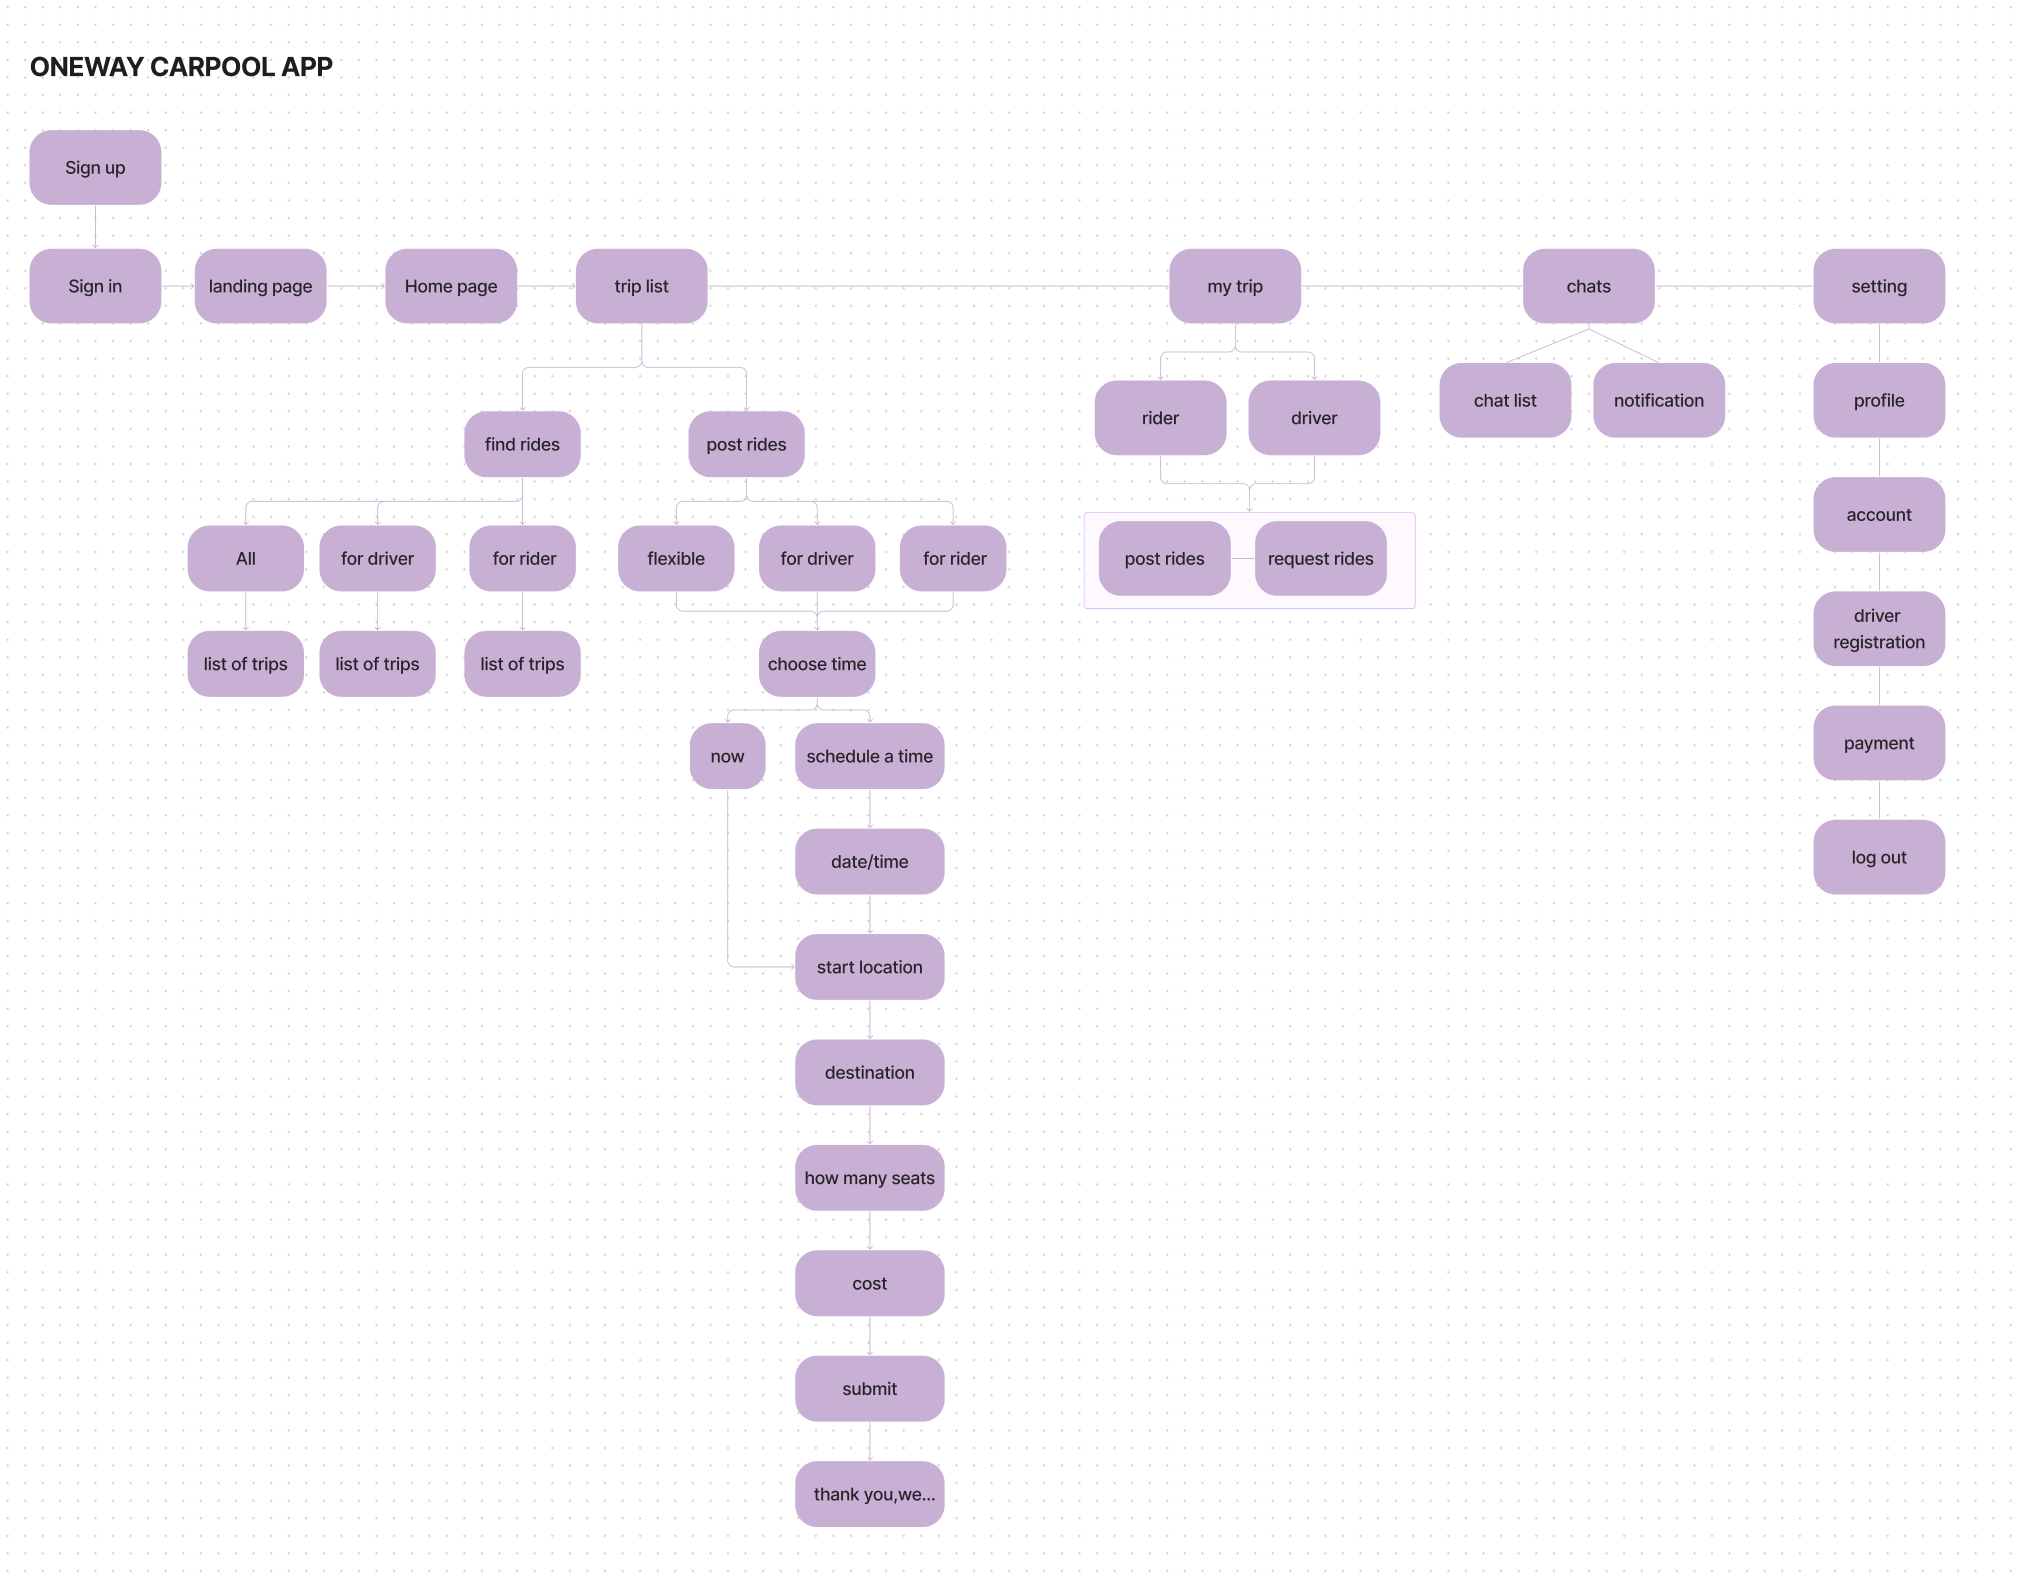 ONEWAY CARPOOL APP
Sign up
Sign in
landing page
Home page
trip list
my trip
chats
setting
find rides
post rides
rider
driver
chat list
notification
profile
All
for driver
for rider
flexible
for driver
for rider
post rides
request rides
account
list of trips
list of trips
list of trips
choose time
driver
registration
now
schedule a time
payment
date/time
log out
start location
destination
how many seats
cost
submit
thank you,we...